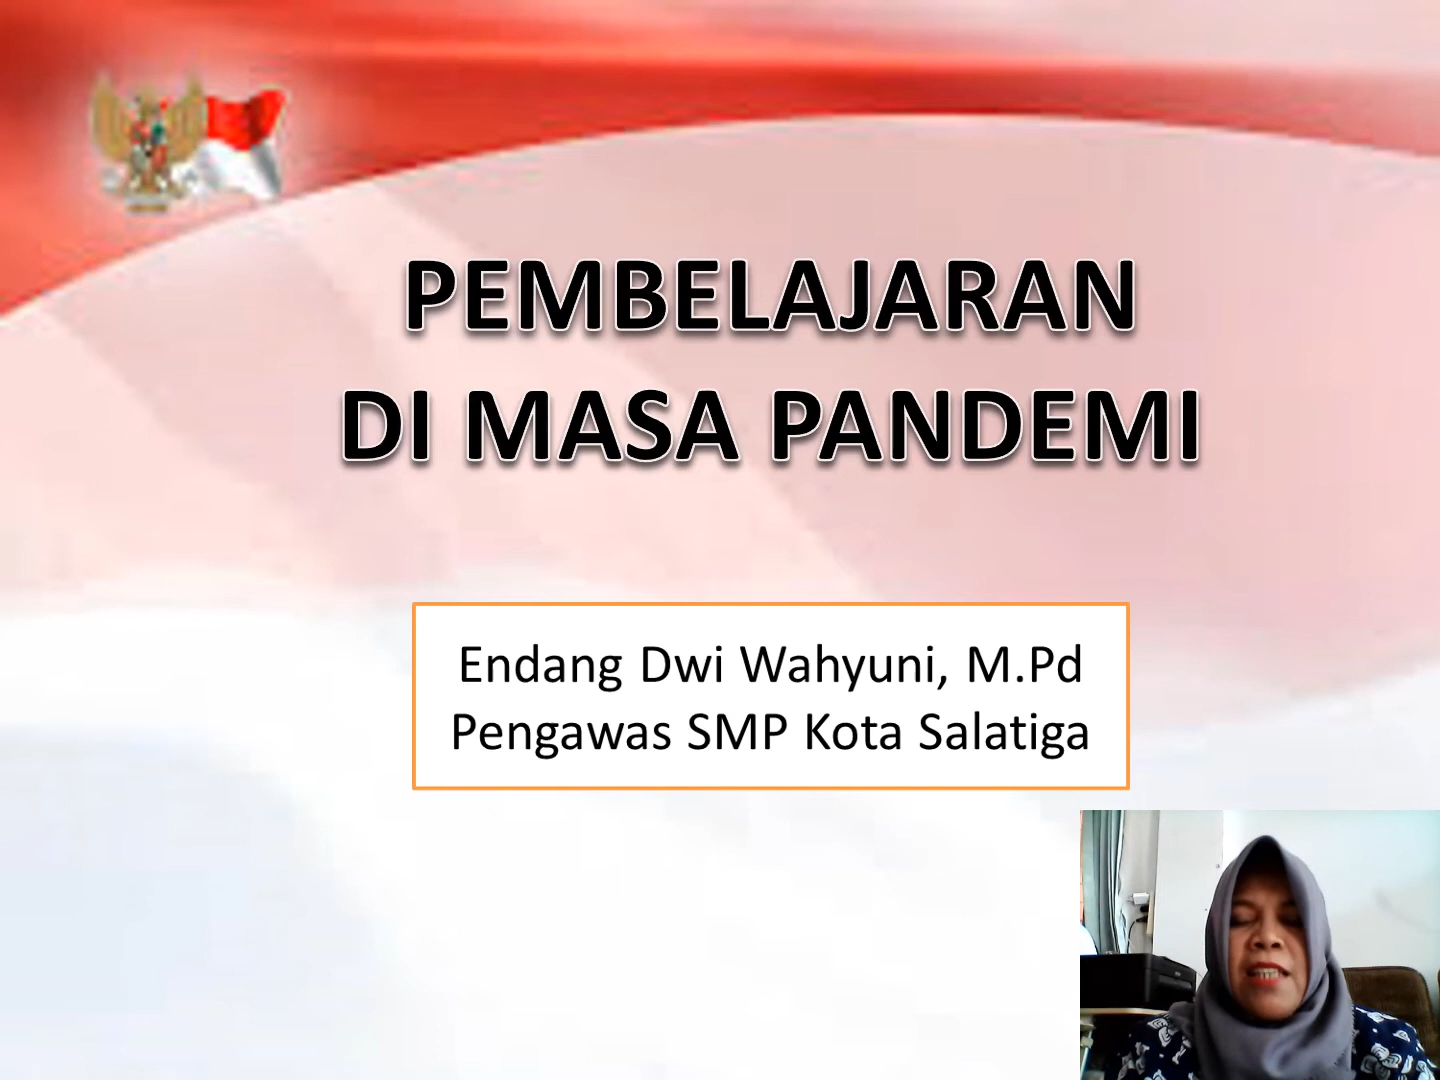 PEMBELAJARAN
DI MASA PANDEMI
Endang Dwi Wahyuni, M.Pd
Pengawas SMP Kota Salatiga